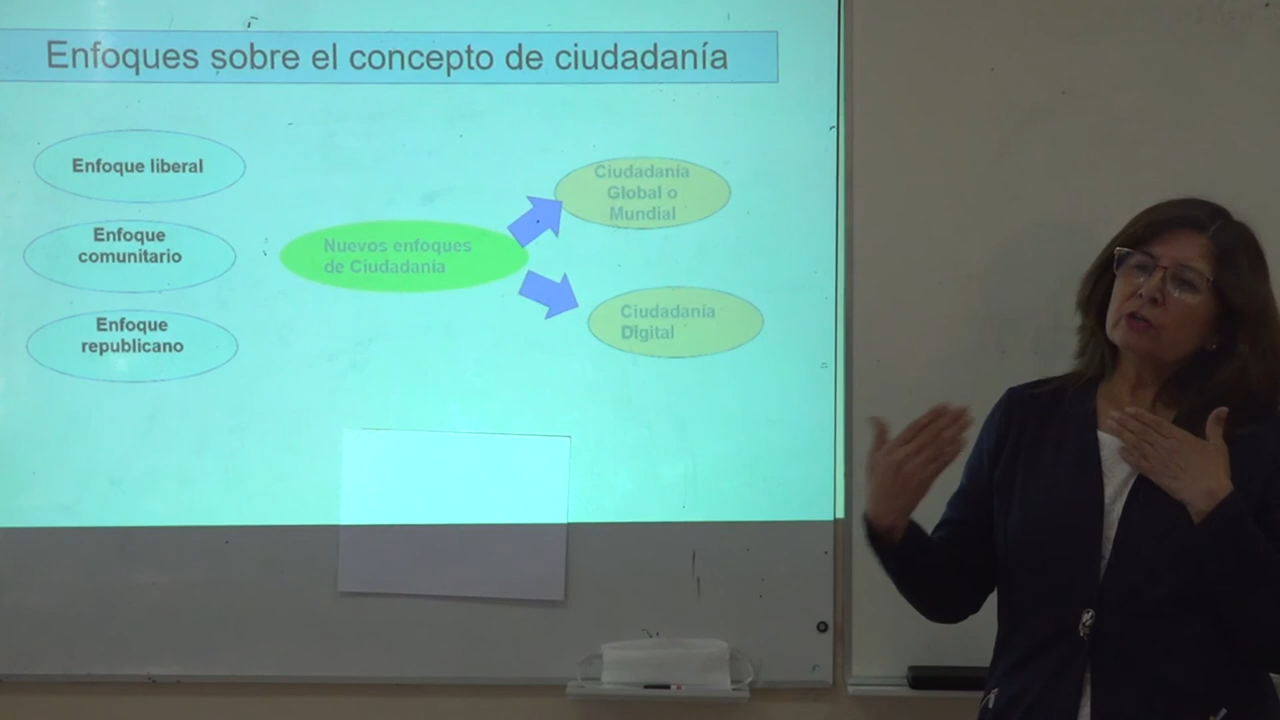 Enfoques sobre el concepto de ciudadanía
Enfoque liberal
Enfoque
comunitario
Enfoque
republicano
Nuevos enfoques
de Ciudadanía
Ciudadanía
Global o
Mundial
Ciudadanía
Digital